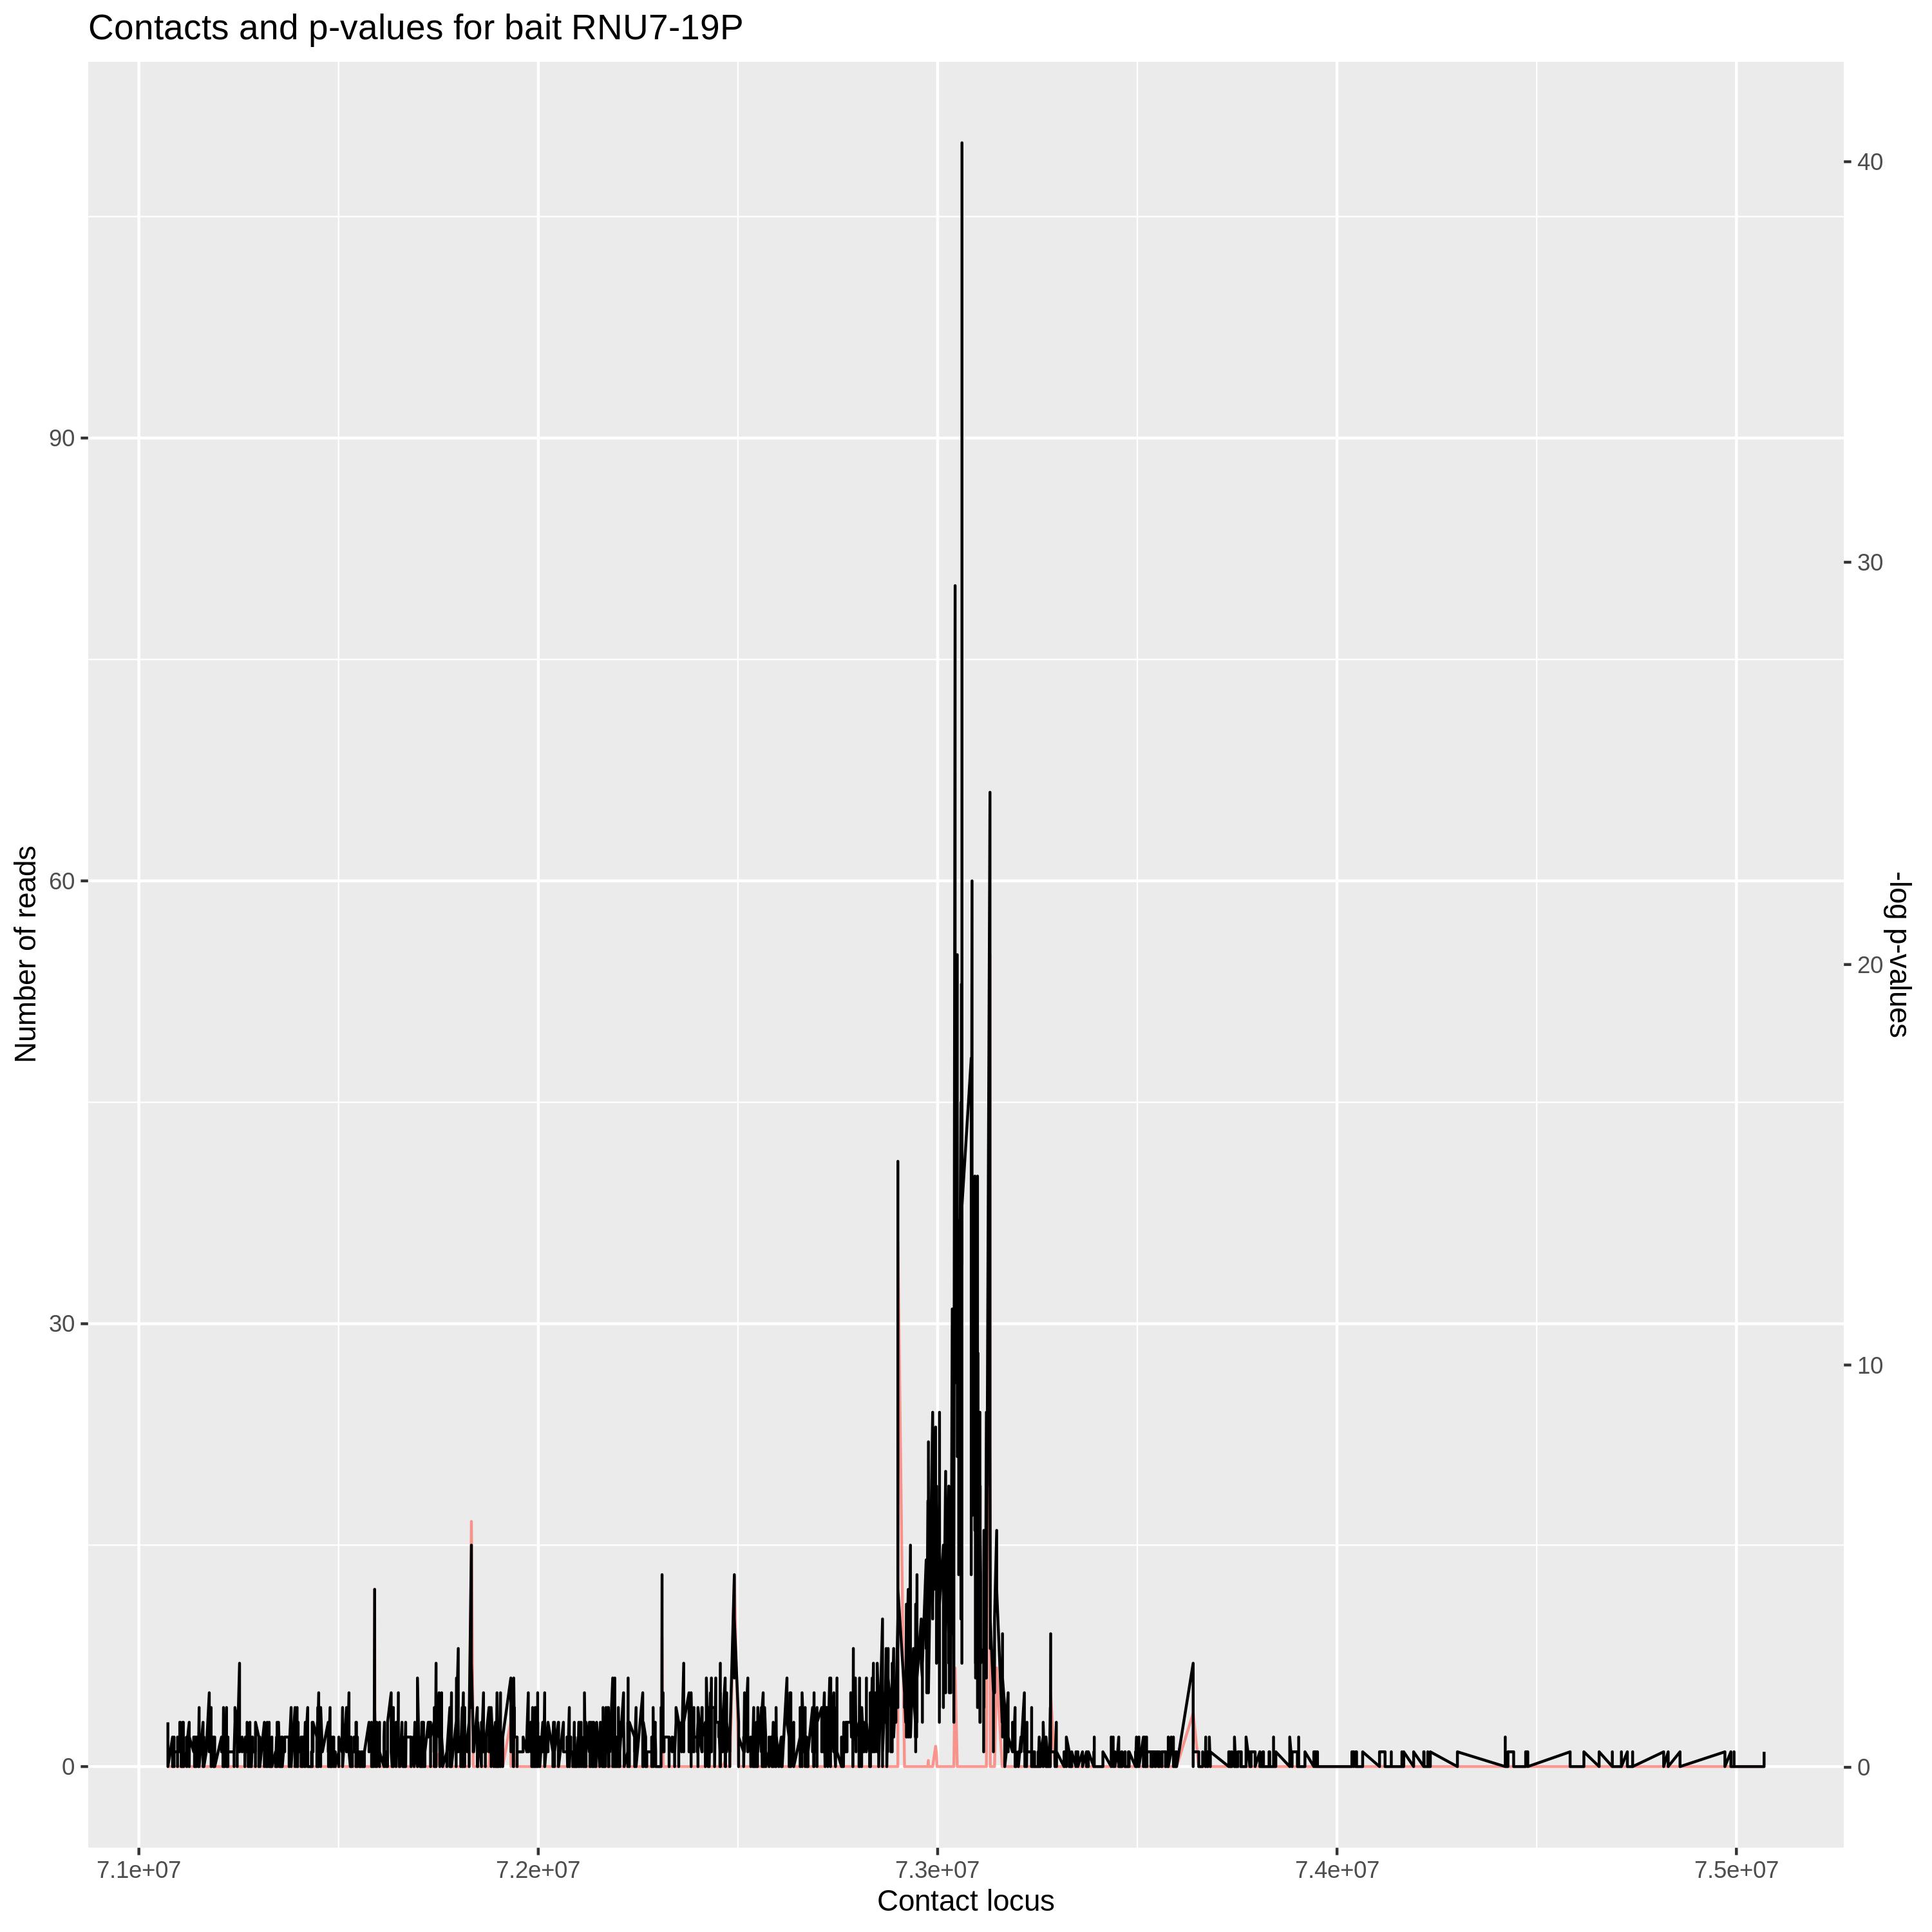 Contacts and p-values for bait RNU7-19P
Number of reads
90
60
30
0
40
30
20
10
0
-log p-values
7.1e+07 7.2e+07 7.3e+07 7.4e+07 7.5e+07
Contact locus